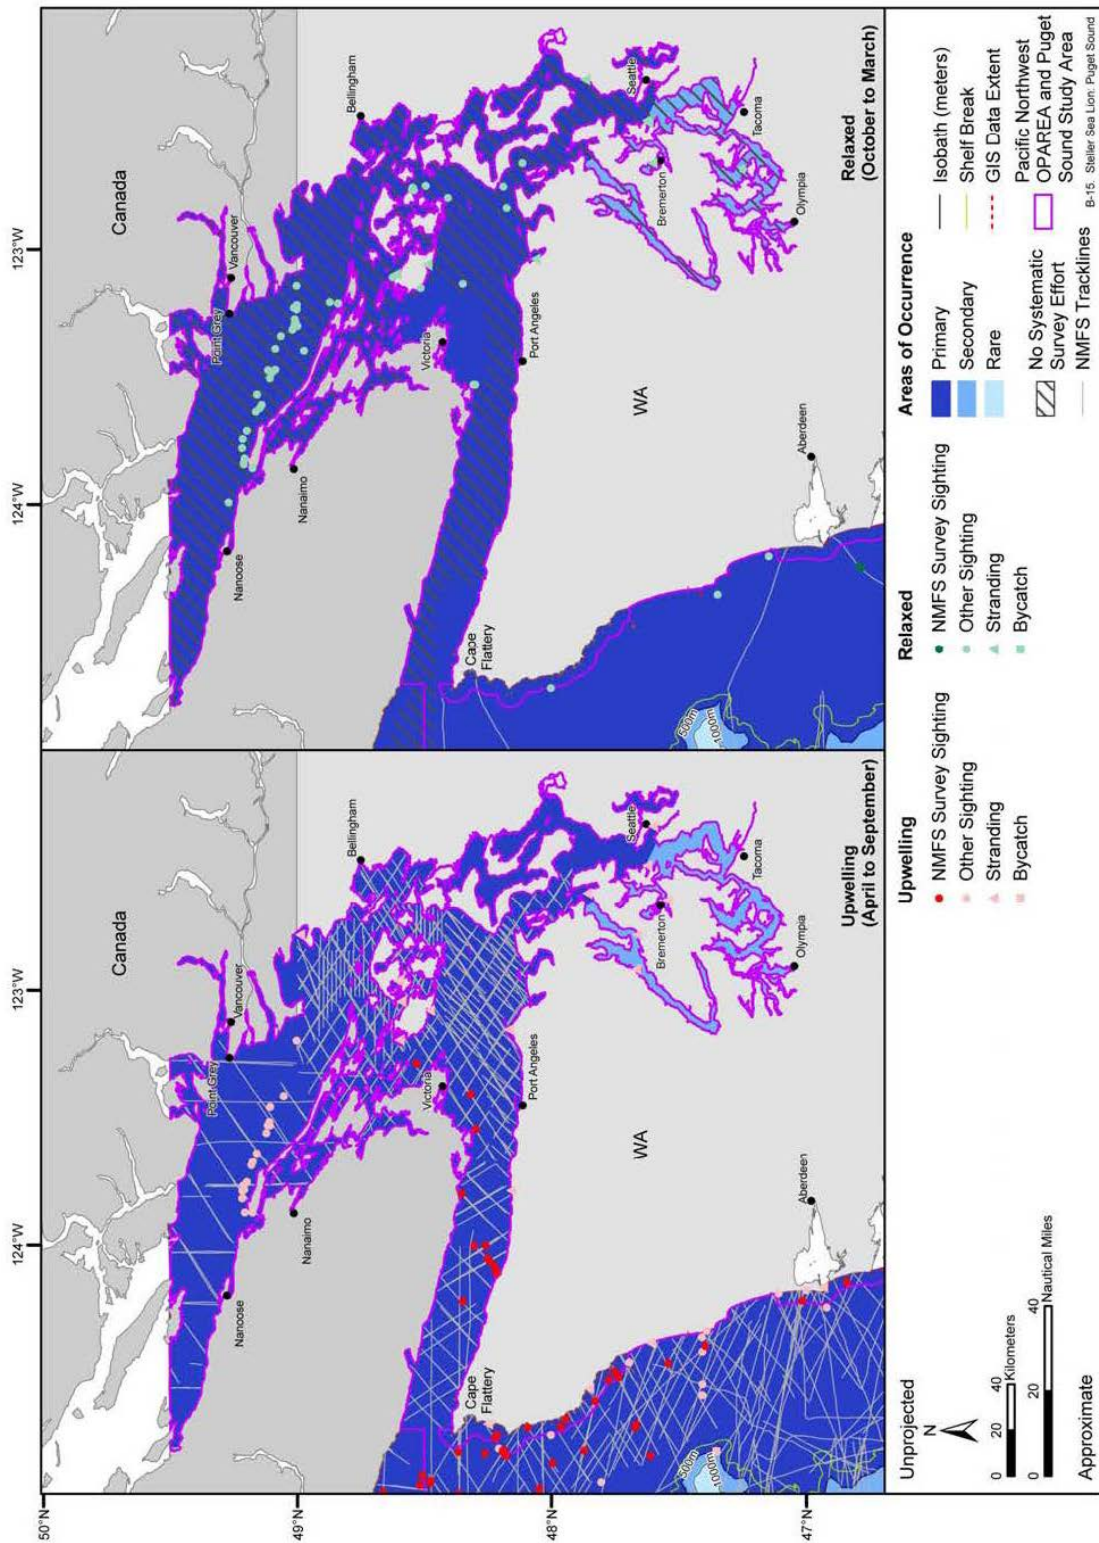 124°W
123°W
50°N
49°N
48°N
47°N
Canada
Point Grey
Vancouver
Nanoose
Nanaimo
Bellingham
Victoria
Cape
Flattery
Port Angeles
Seattle
Bremerton
Tacoma
Olympia
WA
Aberdeen
500m
1000m
Upwelling
(April to September)
124°W
123°W
Canada
Point Grey
Vancouver
Nanoose
Nanaimo
Bellingham
Victoria
Cape
Flattery
Port Angeles
Seattle
Bremerton
Tacoma
Olympia
WA
Aberdeen
500m
1000m
Relaxed
(October to March)
Unprojected
N
0 20 40
Kilometers
0 20 40
Nautical Miles
Approximate
Upwelling
NMFS Survey Sighting
Other Sighting
Stranding
Bycatch
Relaxed
NMFS Survey Sighting
Other Sighting
Stranding
Bycatch
Areas of Occurrence
Primary
Secondary
Rare
No Systematic
Survey Effort
NMFS Tracklines
Isobath (meters)
Shelf Break
GIS Data Extent
Pacific Northwest
OPAREA and Puget
Sound Study Area
B-15. Steller Sea Lion: Puget Sound